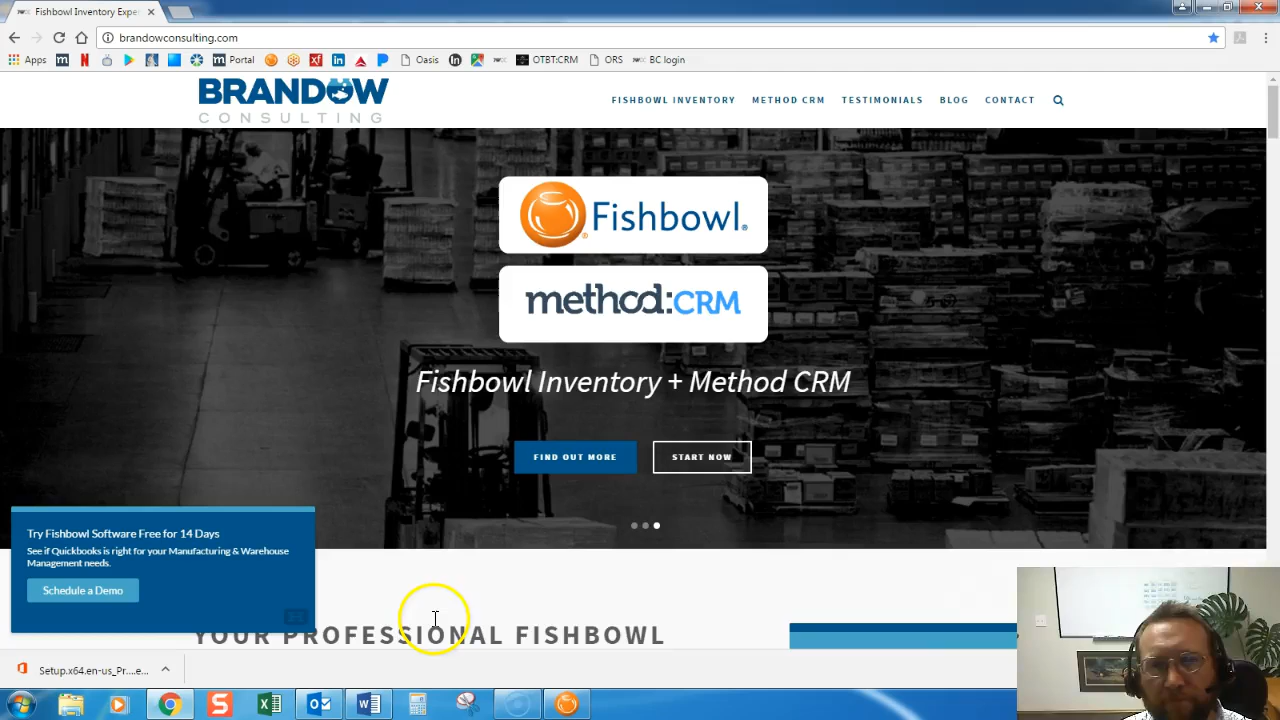 Fishbowl Inventory Exper
brandowconsulting.com
Apps
Portal
Oasis
OTBT:CRM
ORS
BC login
BRANDOW
CONSULTING
FISHBOWL INVENTORY
METHOD CRM
TESTIMONIALS
BLOG
CONTACT
Fishbowl®
method:CRM
Fishbowl Inventory + Method CRM
FIND OUT MORE
START NOW
Try Fishbowl Software Free for 14 Days
See if Quickbooks is right for your Manufacturing & Warehouse
Management needs.
Schedule a Demo
YOUR PROFESSIONAL FISHBOWL
Setup.x64.en-us_Pr....e...